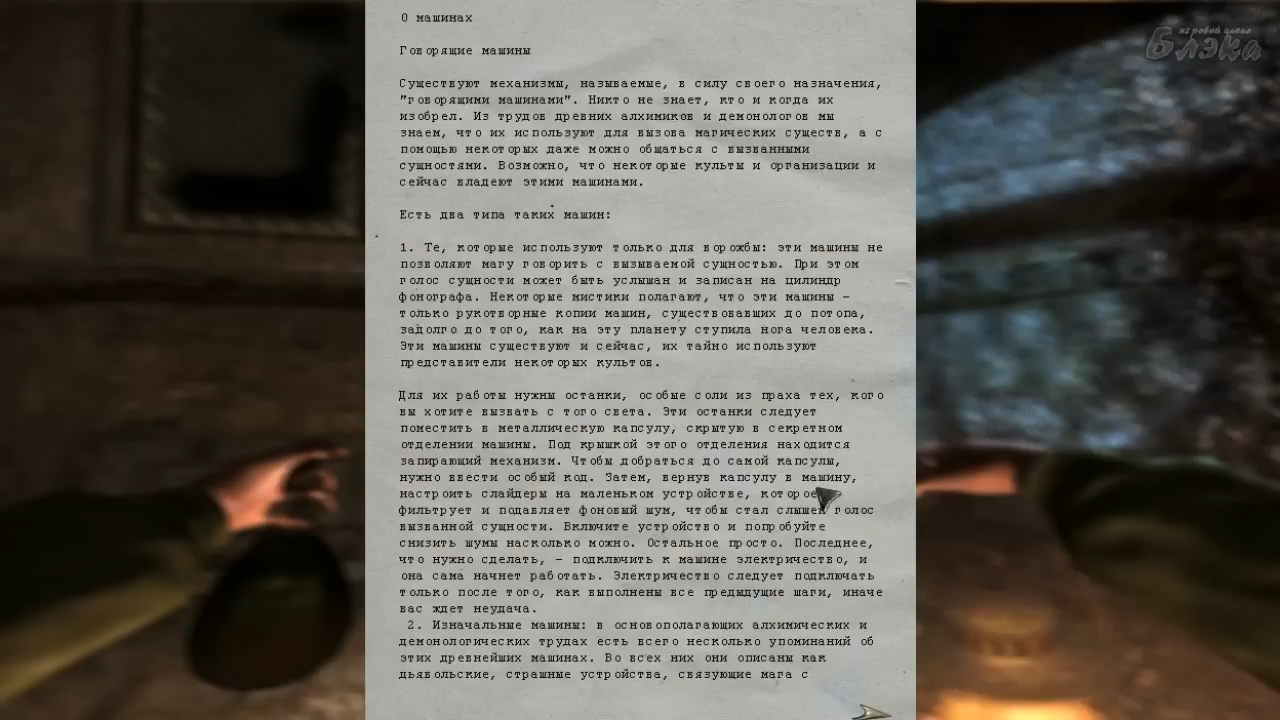 О машинах
Говорящие машины
Существуют механизмы, называемые, в силу своего назначения,
"говорящими машинами". Никто не знает, кто и когда их
изобрел. Из трудов древних алхимиков и демонологов мы
знаем, что их используют для вызова магических существ, а с
помощью некоторых даже можно общаться с вызванными
сущностями. Возможно, что некоторые культы и организации и
сейчас владеют этими машинами.
Есть два типа таких машин:
1. Те, которые используют только для ворожбы: эти машины не
позволяют магу говорить с вызываемой сущностью. При этом
голос сущности может быть услышан и записан на цилиндр
фонографа. Некоторые мистики полагают, что эти машины –
только рукотворные копии машин, существовавших до потопа,
задолго до того, как на эту планету ступила нога человека.
Эти машины существуют и сейчас, их тайно используют
представители некоторых культов.
Для их работы нужны останки, особые соли из праха тех, кого
вы хотите вызвать с того света. Эти останки следует
поместить в металлическую капсулу, скрытую в секретном
отделении машины. Под крышкой этого отделения находится
запирающий механизм. Чтобы добраться до самой капсулы,
нужно ввести особый код. Затем, вернув капсулу в машину,
настроить слайдеры на маленьком устройстве, которое
фильтрует и подавляет фоновый шум, чтобы стал слышен голос
вызванной сущности. Включите устройство и попробуйте
снизить шумы насколько можно. Остальное просто. Последнее,
что нужно сделать, – подключить к машине электричество, и
она сама начнет работать. Электричество следует подключать
только после того, как выполнены все предыдущие шаги, иначе
вас ждет неудача.
2. Изначальные машины: в основополагающих алхимических и
демонологических трудах есть всего несколько упоминаний об
этих древнейших машинах. Во всех них они описаны как
дьявольские, страшные устройства, связующие мага с
игровой канал
Блэка